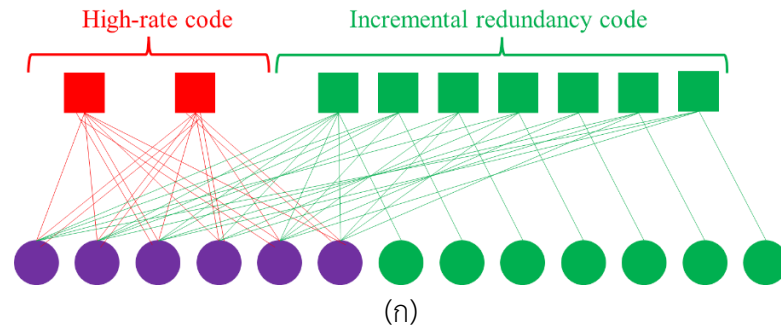 High-rate code
Incremental redundancy code
(ก)